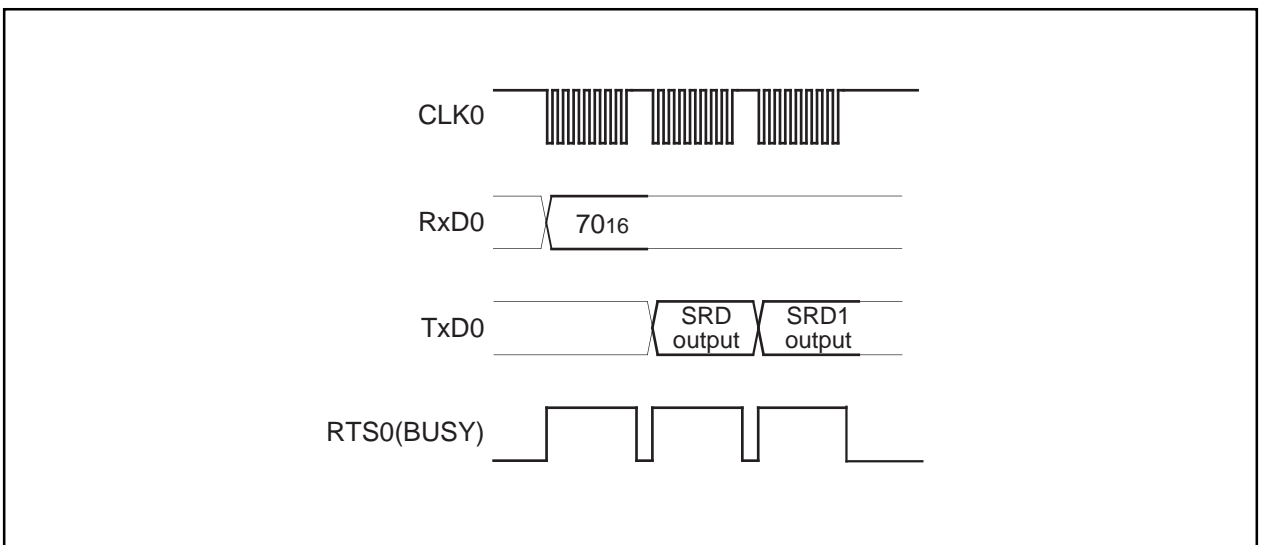 CLK0
RxD0
7016
TxD0
SRD
output
SRD1
output
RTS0(BUSY)